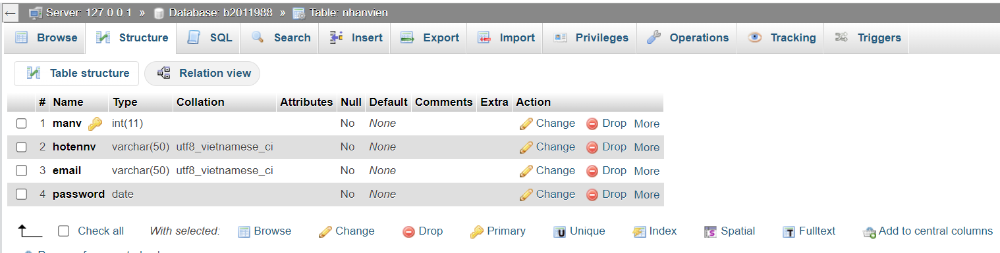 ← Server: 127.0.0.1 » Database: b2011988 » Table: nhanvien
Browse Structure SQL Search Insert Export Import Privileges Operations Tracking Triggers
Table structure Relation view
# Name Type Collation Attributes Null Default Comments Extra Action
1 manv int(11) No None Change Drop More
2 hotennv varchar(50) utf8_vietnamese_ci No None Change Drop More
3 email varchar(50) utf8_vietnamese_ci No None Change Drop More
4 password date No None Change Drop More
Check all With selected: Browse Change Drop Primary Unique Index Spatial Fulltext Add to central columns